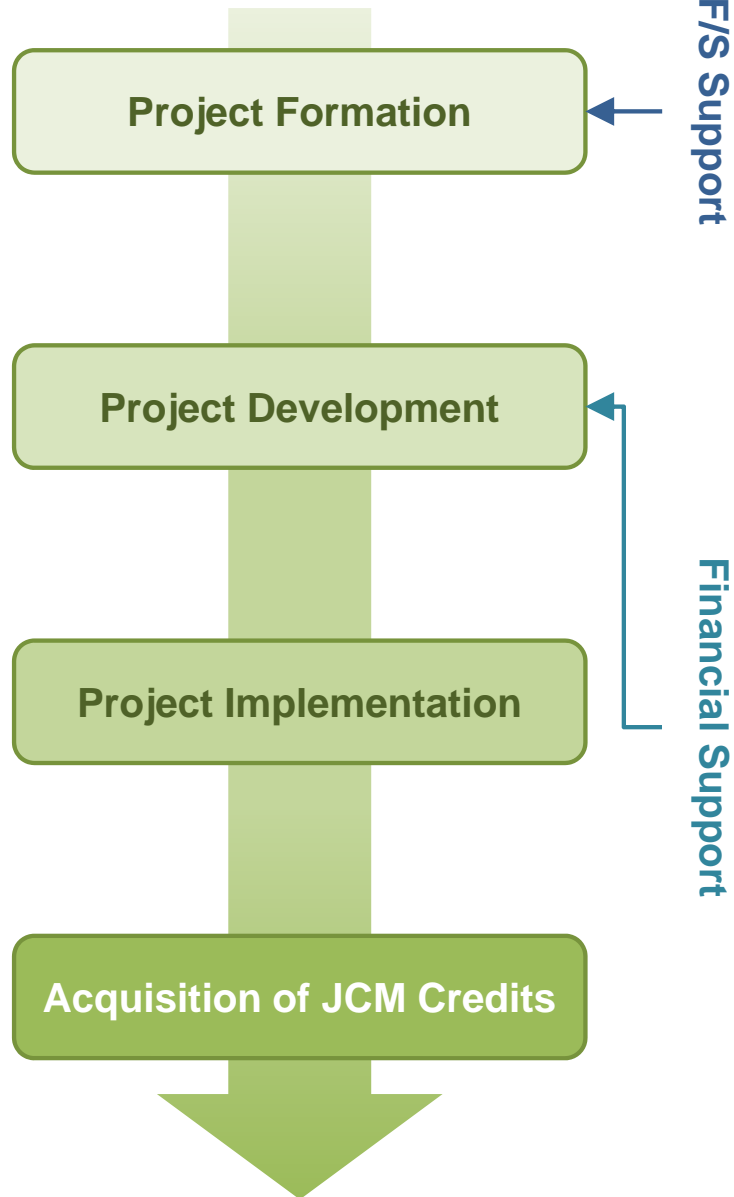 Project Formation
F/S Support
Project Development
Financial Support
Project Implementation
Acquisition of JCM Credits